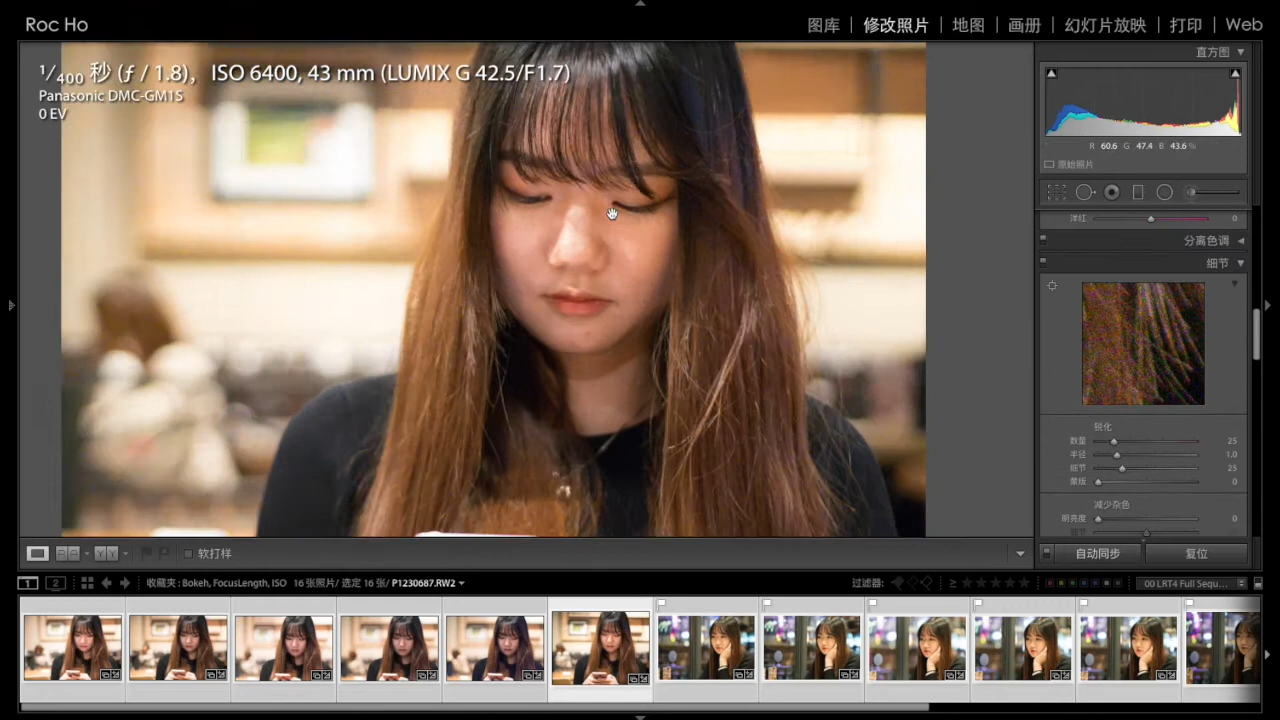 Roc Ho
图库 | 修改照片 | 地图 | 画册 | 幻灯片放映 | 打印 | Web
1/400 秒 (ƒ / 1.8)， ISO 6400, 43 mm (LUMIX G 42.5/F1.7)
Panasonic DMC-GM1S
0 EV
直方图
R 60.6 G 47.4 B 43.6 %
原始照片
洋红 0
分离色调
细节
锐化
数量 25
半径 1.0
细节 25
蒙版 0
减少杂色
明亮度 0
细节
软打样
自动同步 复位
1 2 收藏夹 : Bokeh, FocusLength, ISO 16 张照片/ 选定 16 张/ P1230687.RW2
过滤器: ≥ 00 LRT4 Full Sequ...